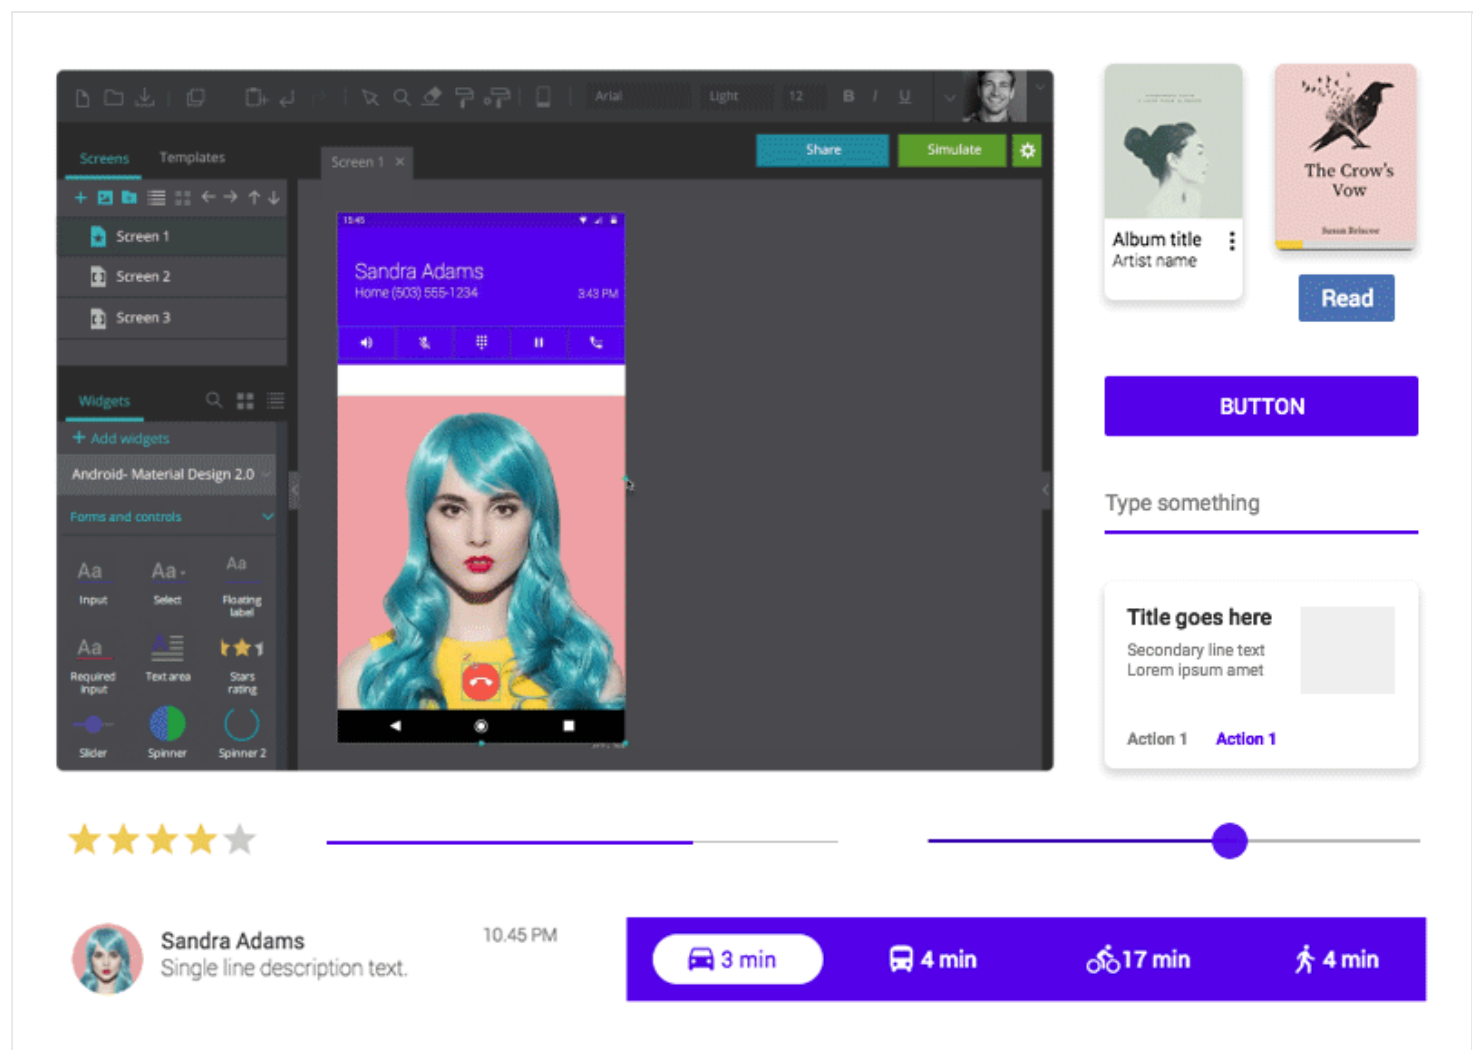 Arial
Light
12
B I U
Screens
Templates
Screen 1 ×
Share
Simulate
Screen 1
Screen 2
Screen 3
15:45
Sandra Adams
Home (503) 555-1234
3:43 PM
Widgets
+ Add widgets
Android- Material Design 2.0
Forms and controls
Aa
Input
Aa
Select
Aa
Floating
label
Aa
Required
input
A
Text area
Stars
rating
Slider
Spinner
Spinner 2
Album title
Artist name
The Crow's
Vow
Susan Briscoe
Read
BUTTON
Type something
Title goes here
Secondary line text
Lorem ipsum amet
Action 1
Action 1
Sandra Adams
10.45 PM
Single line description text.
3 min
4 min
17 min
4 min